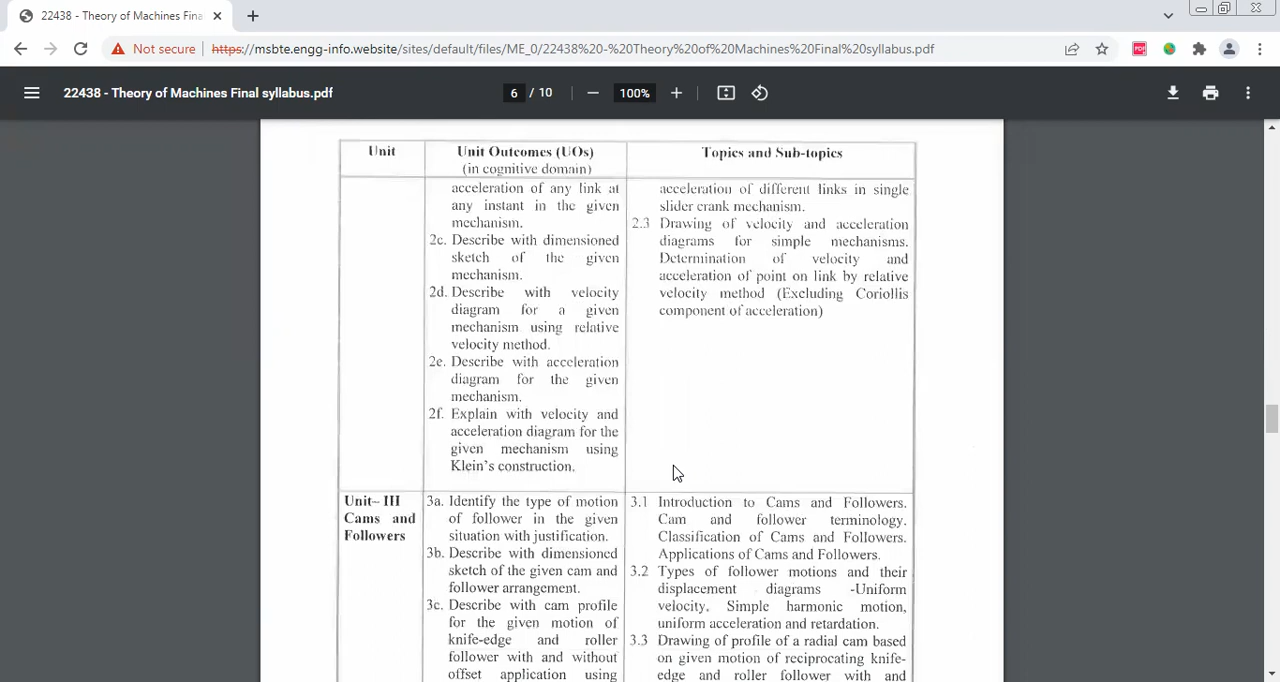 22438 - Theory of Machines Fina
Not secure
https://msbte.engg-info.website/sites/default/files/ME_0/22438%20-%20Theory%20of%20Machines%20Final%20syllabus.pdf
22438 - Theory of Machines Final syllabus.pdf
6 / 10
100%
Unit
Unit Outcomes (UOs)
(in cognitive domain)
Topics and Sub-topics
acceleration of any link at
any instant in the given
mechanism.
2c. Describe with dimensioned
sketch of the given
mechanism.
2d. Describe with velocity
diagram for a given
mechanism using relative
velocity method.
2e. Describe with acceleration
diagram for the given
mechanism.
2f. Explain with velocity and
acceleration diagram for the
given mechanism using
Klein's construction.
acceleration of different links in single
slider crank mechanism.
2.3 Drawing of velocity and acceleration
diagrams for simple mechanisms.
Determination of velocity and
acceleration of point on link by relative
velocity method (Excluding Coriollis
component of acceleration)
Unit– III
Cams and
Followers
3a. Identify the type of motion
of follower in the given
situation with justification.
3b. Describe with dimensioned
sketch of the given cam and
follower arrangement.
3c. Describe with cam profile
for the given motion of
knife-edge and roller
follower with and without
offset application using
3.1 Introduction to Cams and Followers.
Cam and follower terminology.
Classification of Cams and Followers.
Applications of Cams and Followers.
3.2 Types of follower motions and their
displacement diagrams -Uniform
velocity, Simple harmonic motion,
uniform acceleration and retardation.
3.3 Drawing of profile of a radial cam based
on given motion of reciprocating knife-
edge and roller follower with and